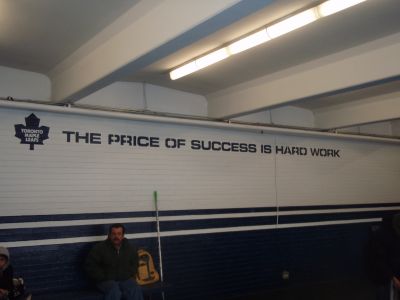 TORONTO
MAPLE
LEAFS
THE PRICE OF SUCCESS IS HARD WORK